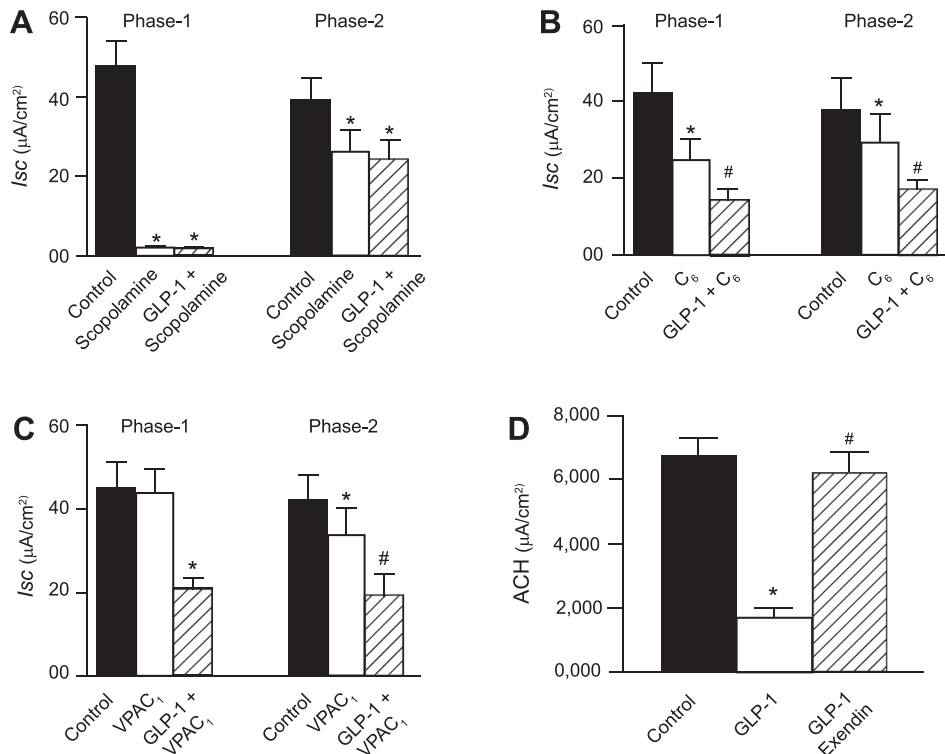 A
Phase-1
Phase-2
60
40
20
00
Isc (μA/cm²)
*
*
*
*
Control
Scopolamine
GLP-1 +
Scopolamine
Control
Scopolamine
GLP-1 +
Scopolamine
B
Phase-1
Phase-2
60
40
20
00
Isc (μA/cm²)
*
#
*
#
Control
C₆
GLP-1 + C₆
Control
C₆
GLP-1 + C₆
C
Phase-1
Phase-2
60
40
20
00
Isc (μA/cm²)
*
*
#
Control
VPAC₁
GLP-1 +
VPAC₁
Control
VPAC₁
GLP-1 +
VPAC₁
D
8,000
6,000
4,000
2,000
0,000
ACH (μA/cm²)
*
#
Control
GLP-1
GLP-1
Exendin